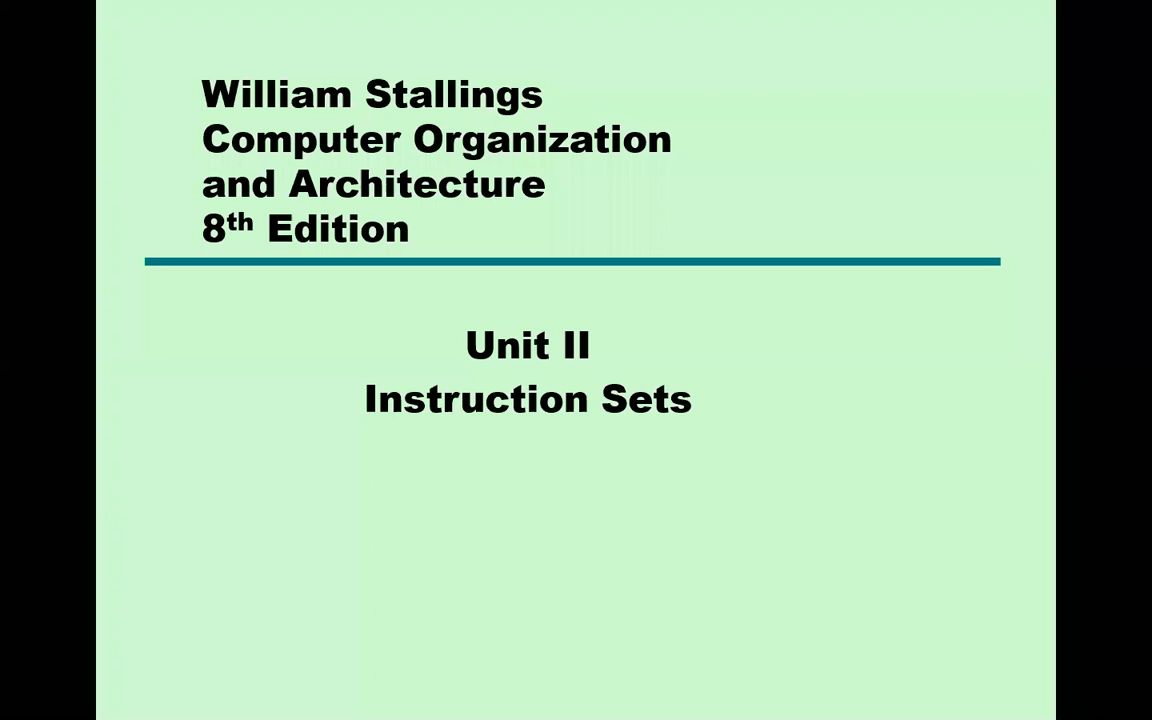 William Stallings
Computer Organization
and Architecture
8th Edition
Unit II
Instruction Sets